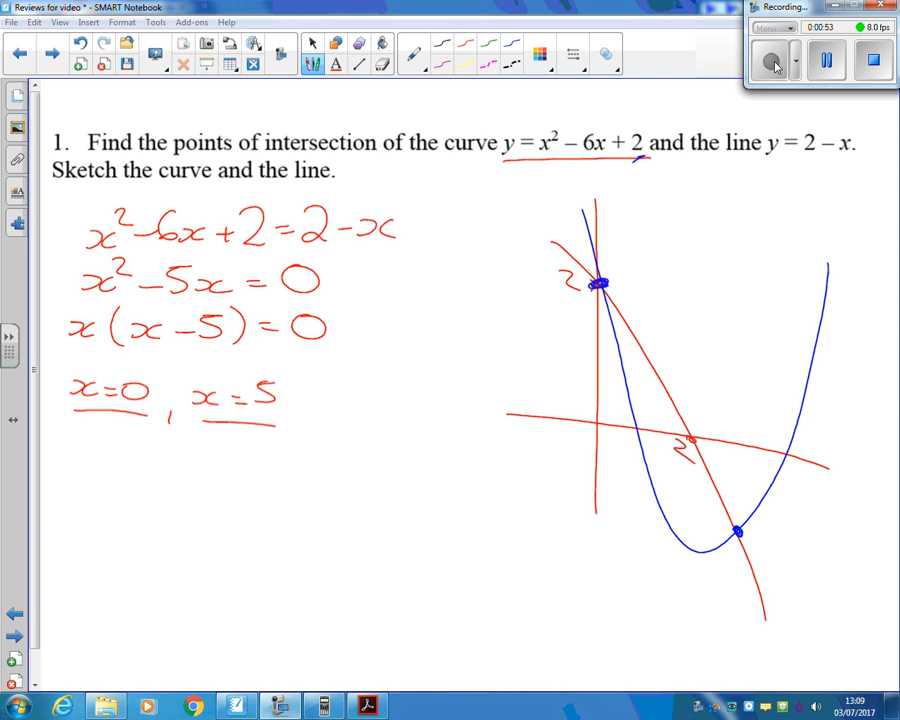 Reviews for video * - SMART Notebook
Recording...
File Edit View Insert Format Tools Add-ons Help
Menu
0:00:53
8.0 fps
1. Find the points of intersection of the curve y = x² – 6x + 2 and the line y = 2 – x.
Sketch the curve and the line.
x² - 6x + 2 = 2 - x
x² - 5x = 0
x(x - 5) = 0
x = 0, x = 5
2
2
13:09
03/07/2017